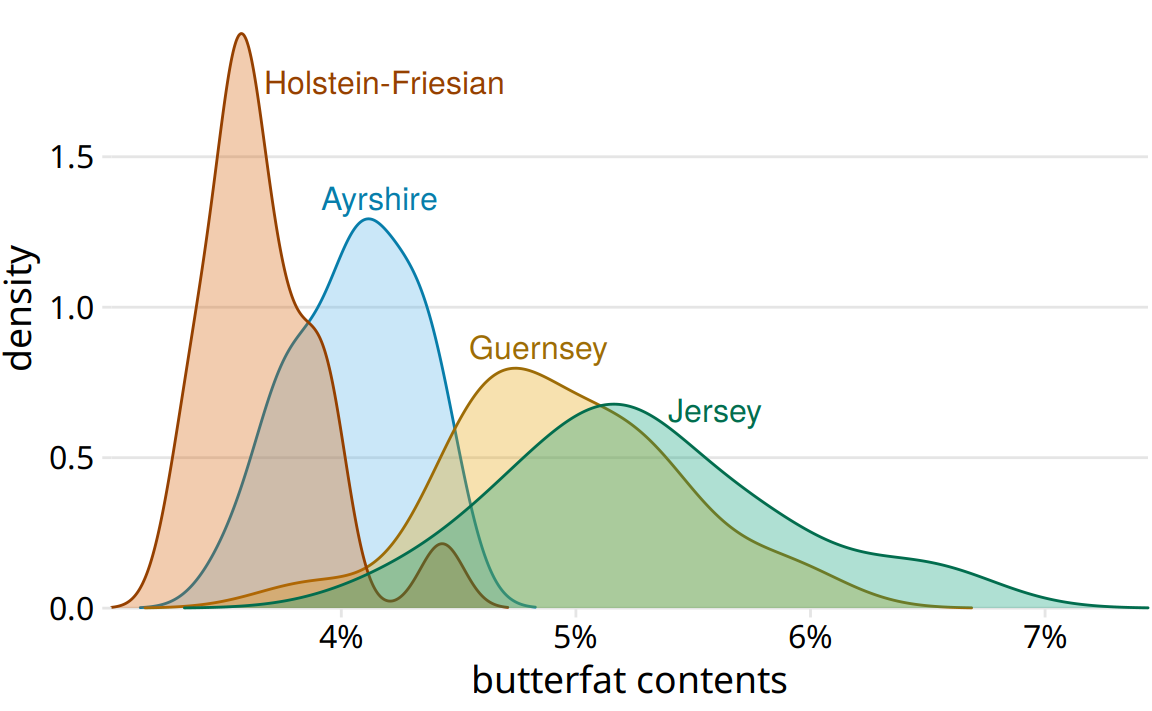 Holstein-Friesian
1.5
Ayrshire
1.0
Guernsey
Jersey
0.5
0.0
density
4% 5% 6% 7%
butterfat contents